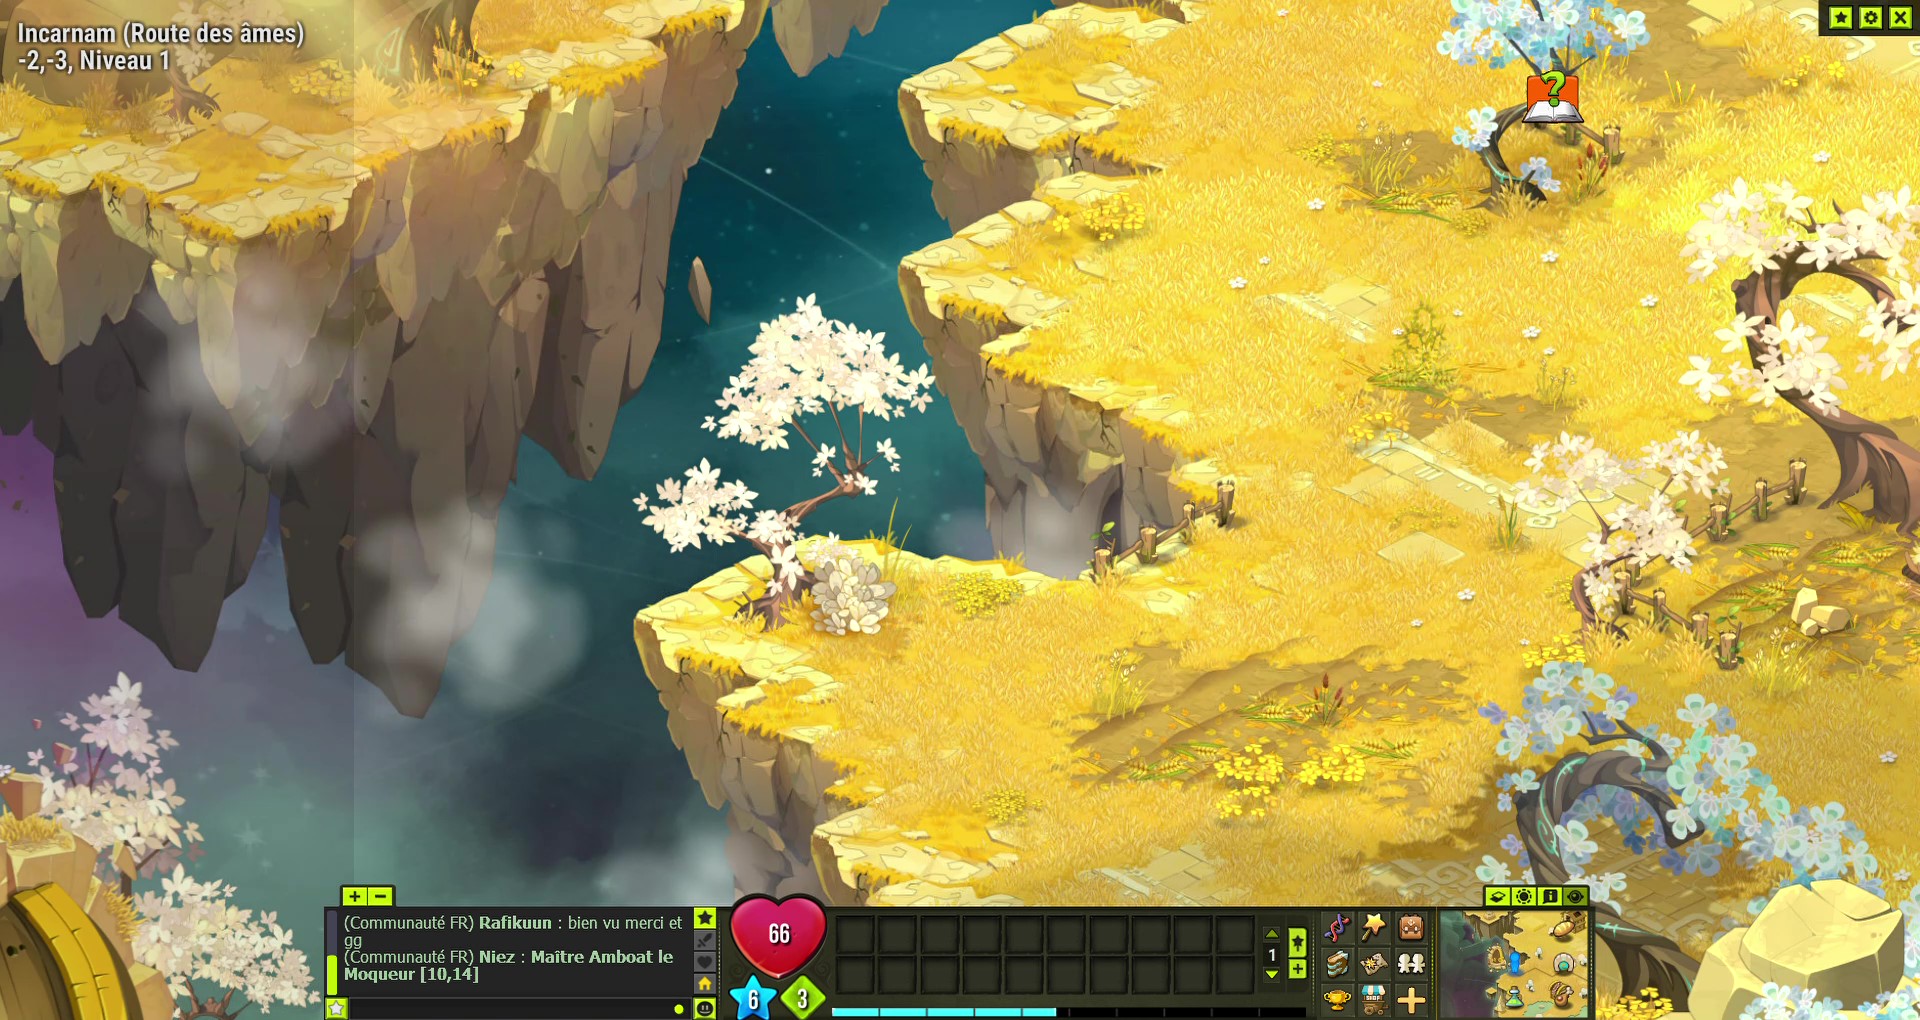 Incarnam (Route des âmes)
-2,-3, Niveau 1
(Communauté FR) Rafikuun : bien vu merci et
gg
(Communauté FR) Niez : Maître Amboat le
Moqueur [10,14]
66
6
3
1
SHOP